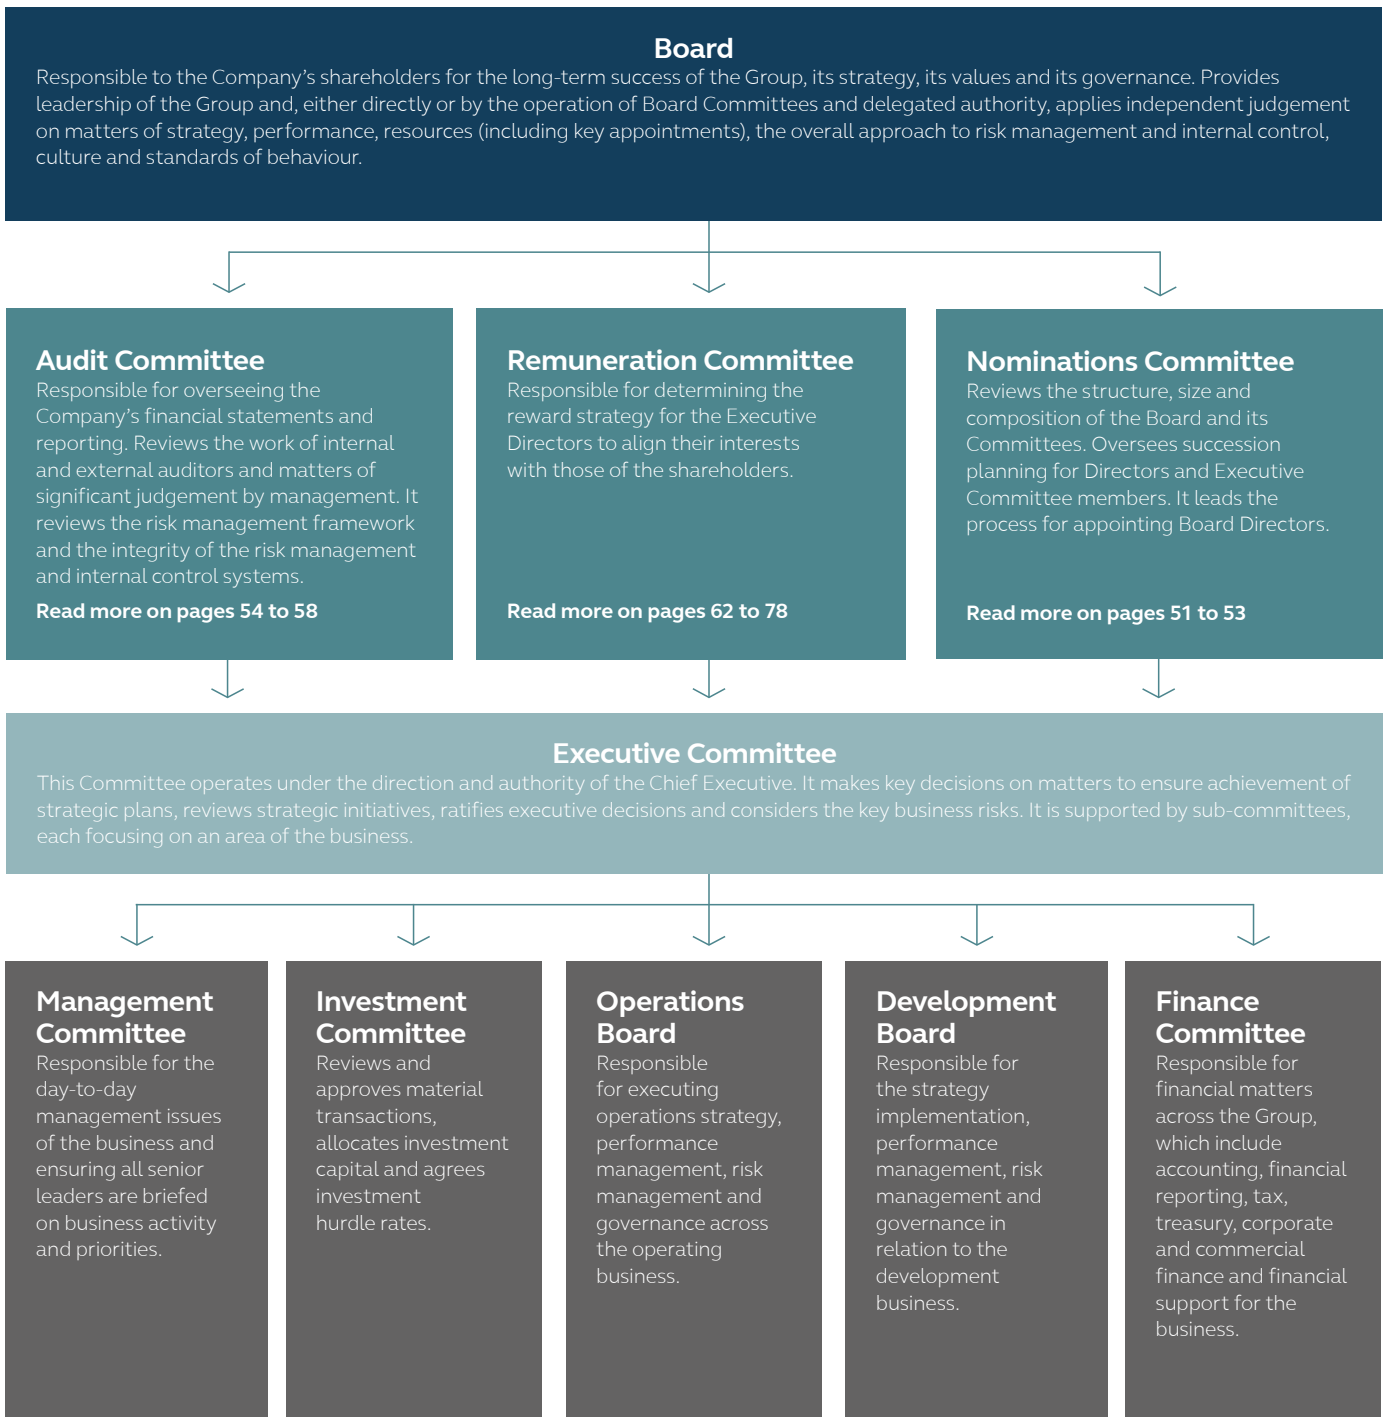 Board
Responsible to the Company’s shareholders for the long-term success of the Group, its strategy, its values and its governance. Provides
leadership of the Group and, either directly or by the operation of Board Committees and delegated authority, applies independent judgement
on matters of strategy, performance, resources (including key appointments), the overall approach to risk management and internal control,
culture and standards of behaviour.
Audit Committee
Responsible for overseeing the
Company’s financial statements and
reporting. Reviews the work of internal
and external auditors and matters of
significant judgement by management. It
reviews the risk management framework
and the integrity of the risk management
and internal control systems.
Read more on pages 54 to 58
Remuneration Committee
Responsible for determining the
reward strategy for the Executive
Directors to align their interests
with those of the shareholders.
Read more on pages 62 to 78
Nominations Committee
Reviews the structure, size and
composition of the Board and its
Committees. Oversees succession
planning for Directors and Executive
Committee members. It leads the
process for appointing Board Directors.
Read more on pages 51 to 53
Executive Committee
This Committee operates under the direction and authority of the Chief Executive. It makes key decisions on matters to ensure achievement of
strategic plans, reviews strategic initiatives, ratifies executive decisions and considers the key business risks. It is supported by sub-committees,
each focusing on an area of the business.
Management
Committee
Responsible for the
day-to-day
management issues
of the business and
ensuring all senior
leaders are briefed
on business activity
and priorities.
Investment
Committee
Reviews and
approves material
transactions,
allocates investment
capital and agrees
investment
hurdle rates.
Operations
Board
Responsible
for executing
operations strategy,
performance
management, risk
management and
governance across
the operating
business.
Development
Board
Responsible for
the strategy
implementation,
performance
management, risk
management and
governance in
relation to the
development
business.
Finance
Committee
Responsible for
financial matters
across the Group,
which include
accounting, financial
reporting, tax,
treasury, corporate
and commercial
finance and financial
support for the
business.